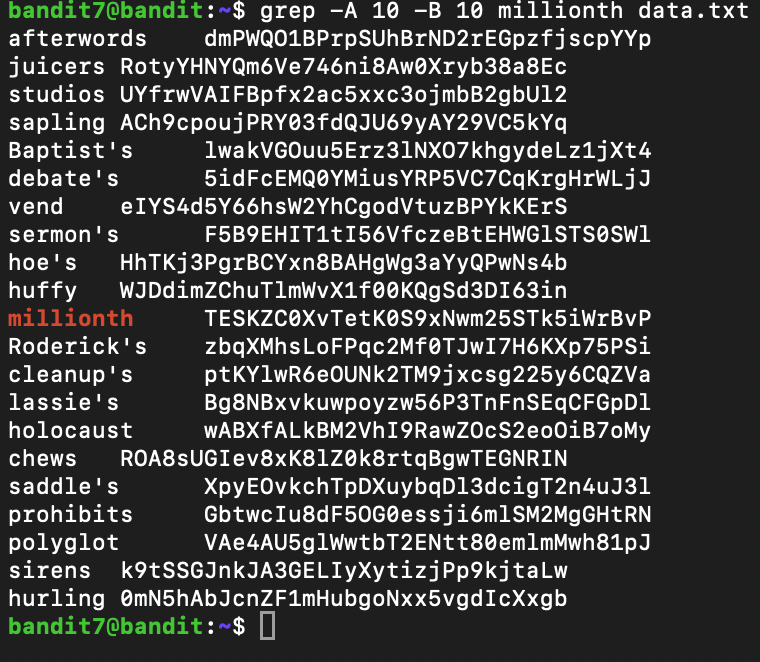 bandit7@bandit:~$ grep -A 10 -B 10 millionth data.txt
afterwords dmPWQO1BPrpSUhBrND2rEGpzfjscpYYp
juicers RotyYHNYQm6Ve746ni8Aw0Xryb38a8Ec
studios UYfrwVAIFBpfx2ac5xxc3ojmbB2gbUl2
sapling ACh9cpoujPRY03fdQJU69yAY29VC5kYq
Baptist's lwakVGOuu5Erz3lNXO7khgydeLz1jXt4
debate's 5idFcEMQ0YMiusYRP5VC7CqKrgHrWLjJ
vend eIYS4d5Y66hsW2YhCgodVtuzBPYkKErS
sermon's F5B9EHIT1tI56VfczeBtEHWGlSTS0SWl
hoe's HhTKj3PgrBCYxn8BAHgWg3aYyQPwNs4b
huffy WJDdimZChuTlmWvX1f00KQgSd3DI63in
millionth TESKZC0XvTetK0S9xNwm25STk5iWrBvP
Roderick's zbqXMhsLoFPqc2Mf0TJwI7H6KXp75PSi
cleanup's ptKYlwR6eOUNk2TM9jxcsg225y6CQZVa
lassie's Bg8NBxvkuwpoyzw56P3TnFnSEqCFGpDl
holocaust wABXfALkBM2VhI9RawZOcS2eoOiB7oMy
chews ROA8sUGIev8xK8lZ0k8rtqBgwTEGNRIN
saddle's XpyEOvkchTpDXuybqDl3dcigT2n4uJ3l
prohibits GbtwcIu8dF5OG0essji6mlSM2MgGHtRN
polyglot VAe4AU5glWwtbT2ENtt80emlmMwh81pJ
sirens k9tSSGJnkJA3GELIyXytizjPp9kjtaLw
hurling 0mN5hAbJcnZF1mHubgoNxx5vgdIcXxgb
bandit7@bandit:~$